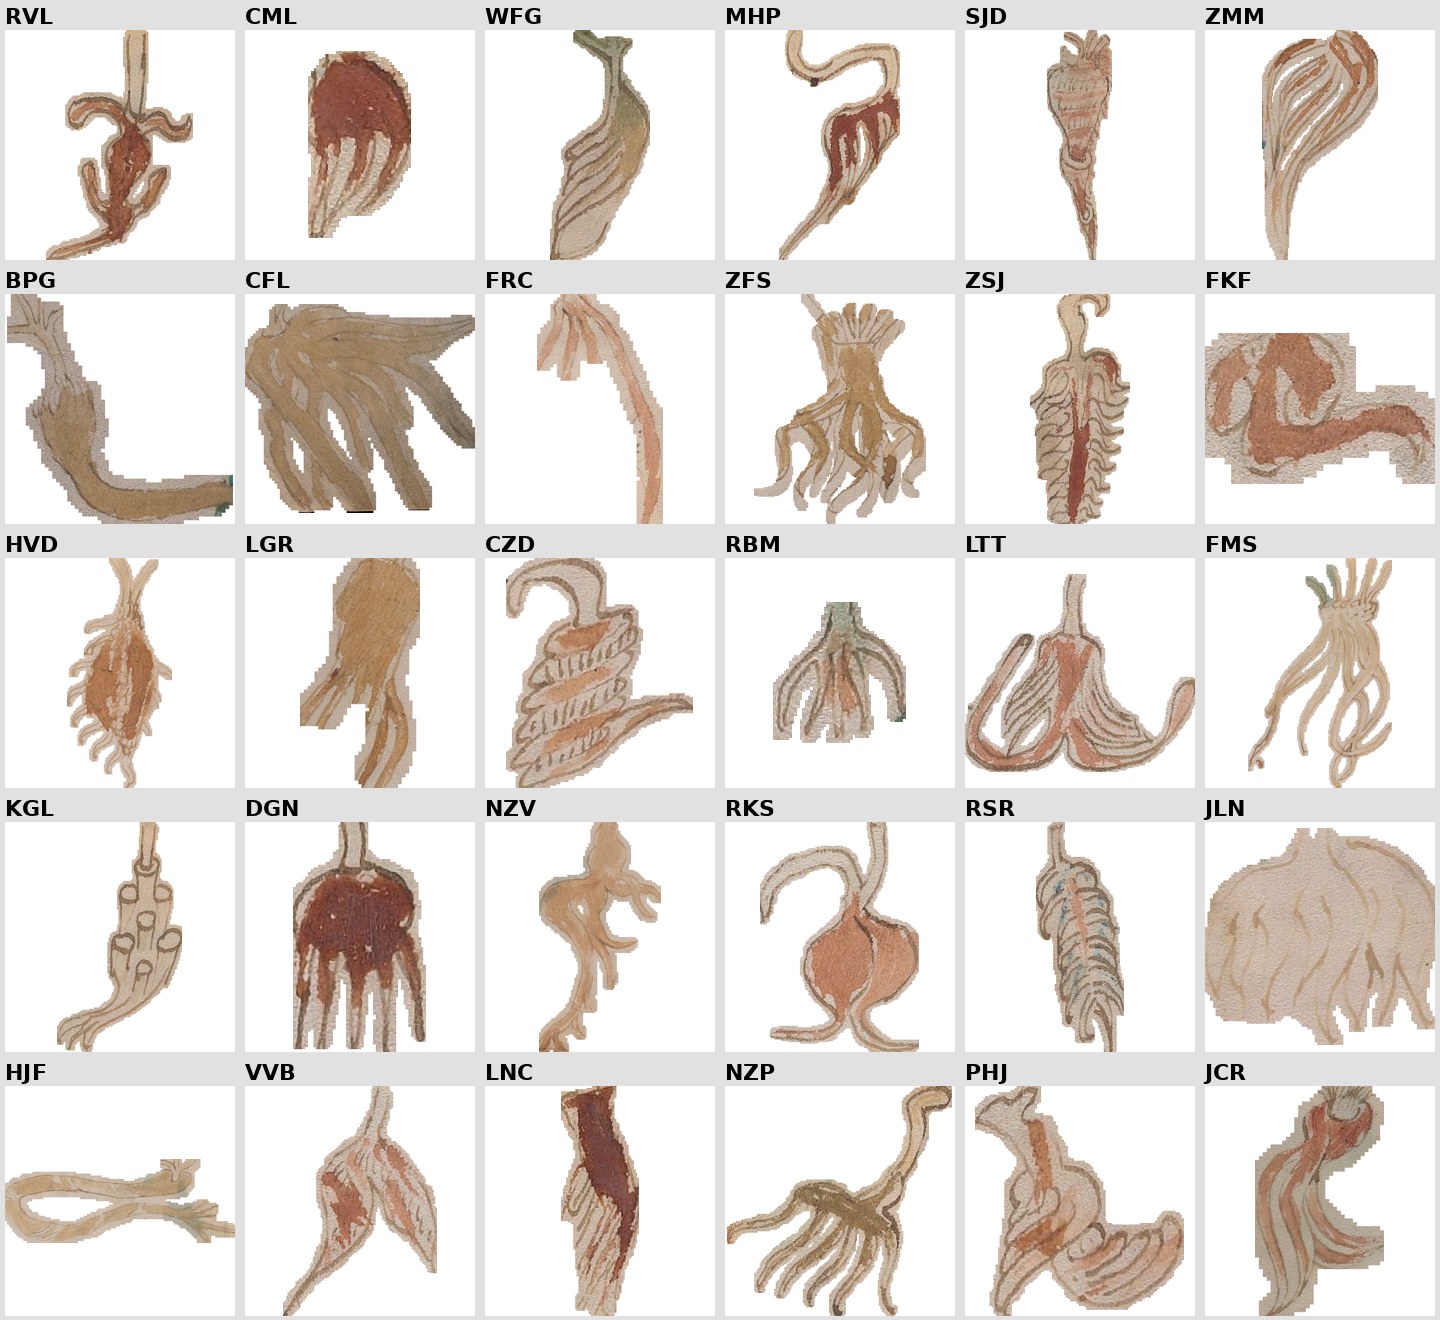 RVL CML WFG MHP SJD ZMM
BPG CFL FRC ZFS ZSJ FKF
HVD LGR CZD RBM LTT FMS
KGL DGN NZV RKS RSR JLN
HJF VVB LNC NZP PHJ JCR